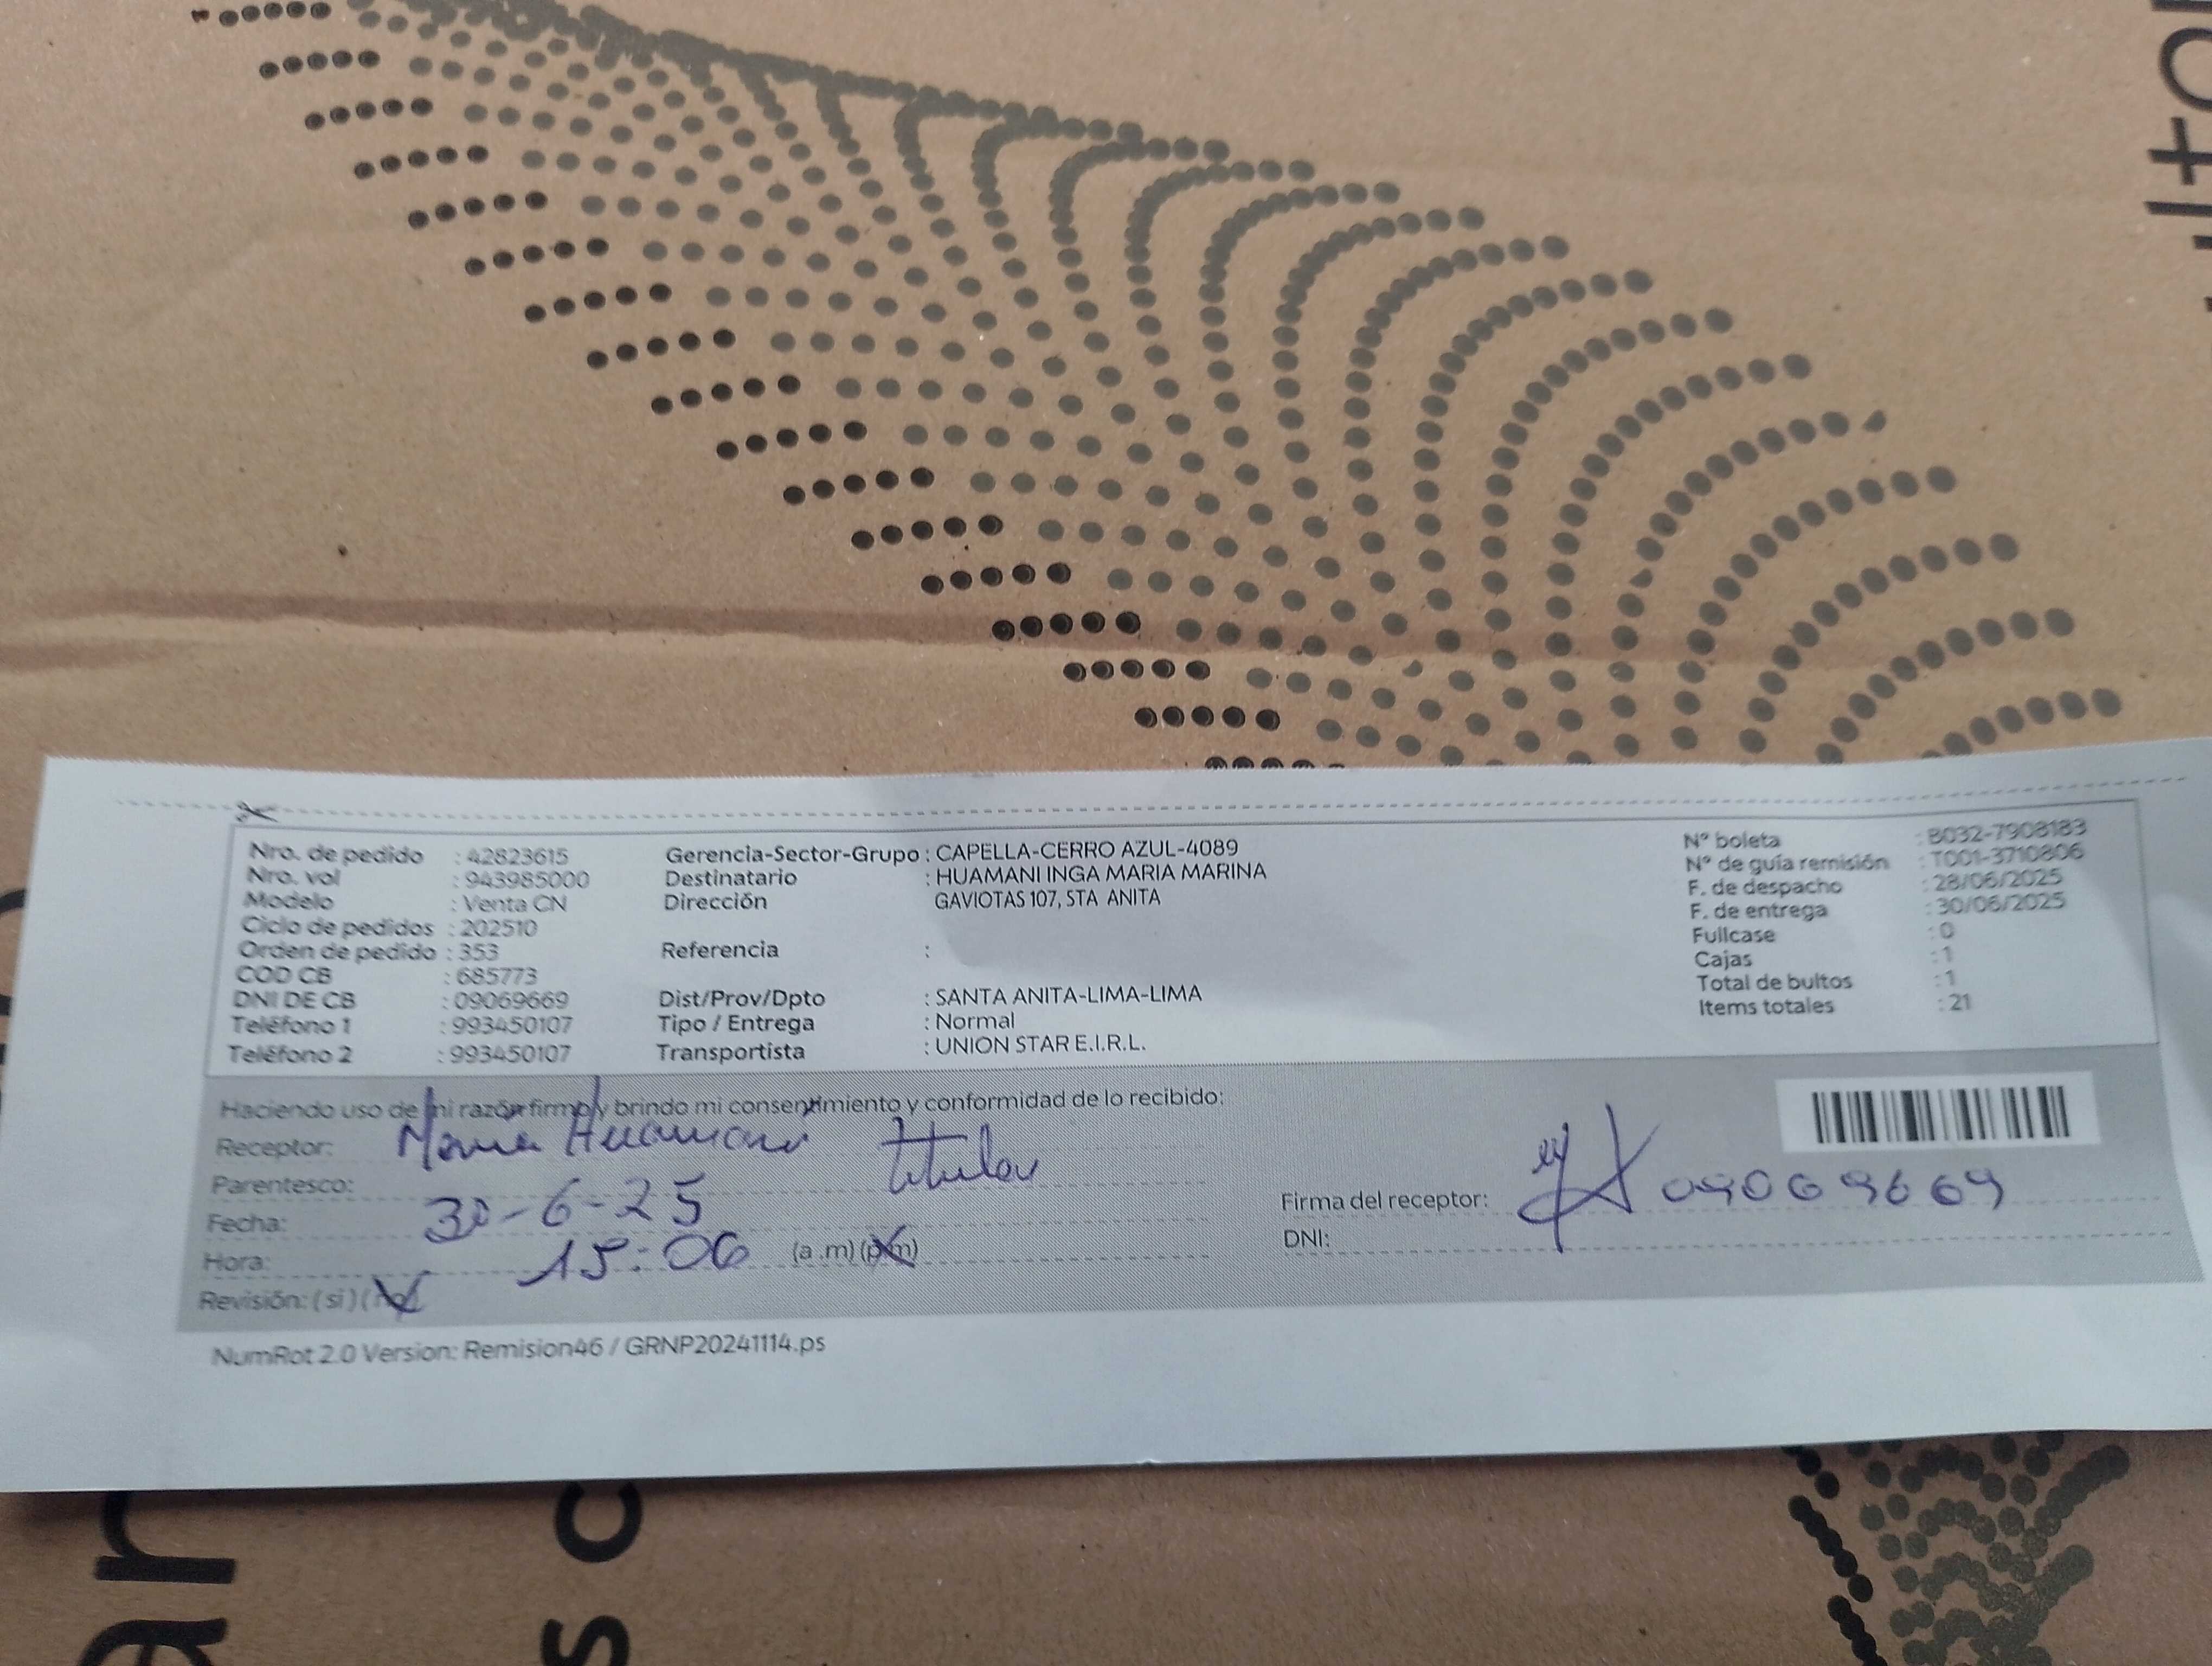 Nro. de pedido : 42823615
Nro. vol : 943985000
Modelo : Venta CN
Ciclo de pedidos : 202510
Orden de pedido : 353
COD CB : 685773
DNI DE CB : 09069669
Teléfono 1 : 993450107
Teléfono 2 : 993450107
Gerencia-Sector-Grupo : CAPELLA-CERRO AZUL-4089
Destinatario : HUAMANI INGA MARIA MARINA
Dirección GAVIOTAS 107, STA ANITA
Referencia :
Dist/Prov/Dpto : SANTA ANITA-LIMA-LIMA
Tipo / Entrega : Normal
Transportista : UNION STAR E.I.R.L.
N° boleta : B032-7908183
N° de guía remisión : T001-3710806
F. de despacho : 28/06/2025
F. de entrega : 30/06/2025
Fullcase : 0
Cajas : 1
Total de bultos : 1
Items totales : 21
Haciendo uso de mi razón firmo y brindo mi consentimiento y conformidad de lo recibido:
Receptor: Maria Huamani
Parentesco: titular
Fecha: 30-6-25
Hora: 15:06 (a .m) (p.m)
Revisión: ( si ) ( no )
Firma del receptor:
DNI: 09069669
NumRot 2.0 Version: Remision46 / GRNP20241114.ps